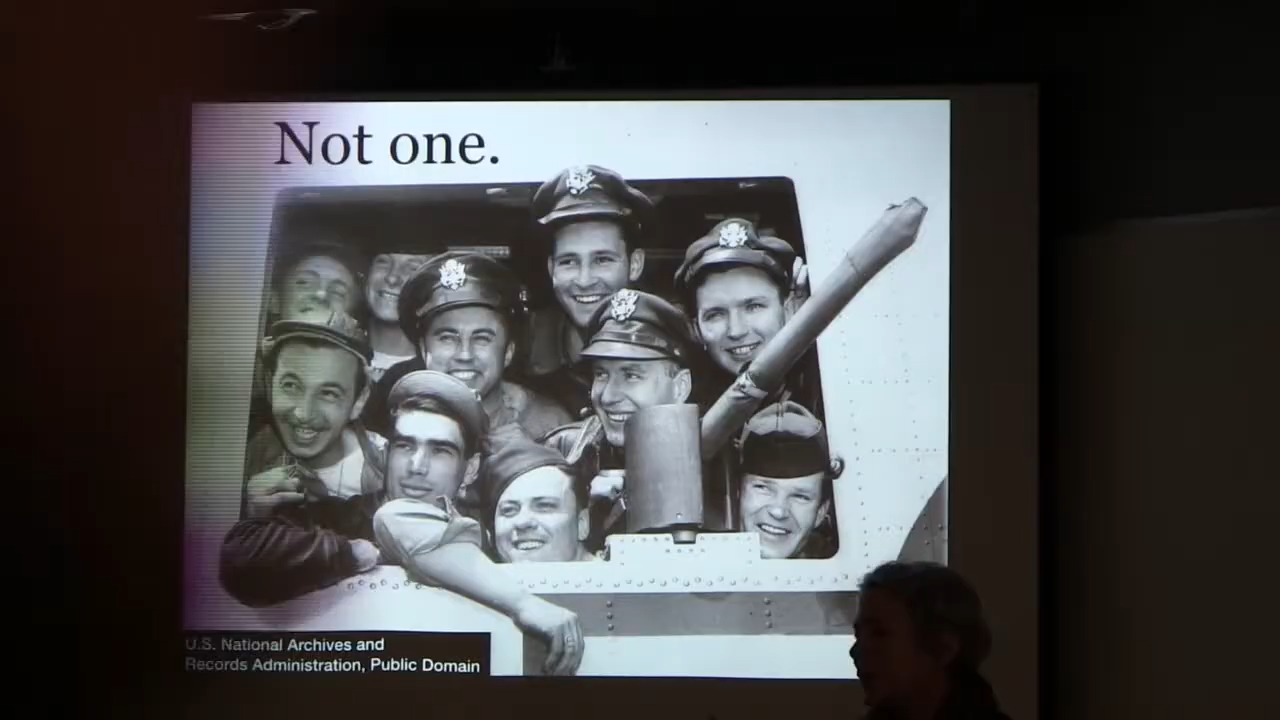 Not one.
U.S. National Archives and
Records Administration, Public Domain